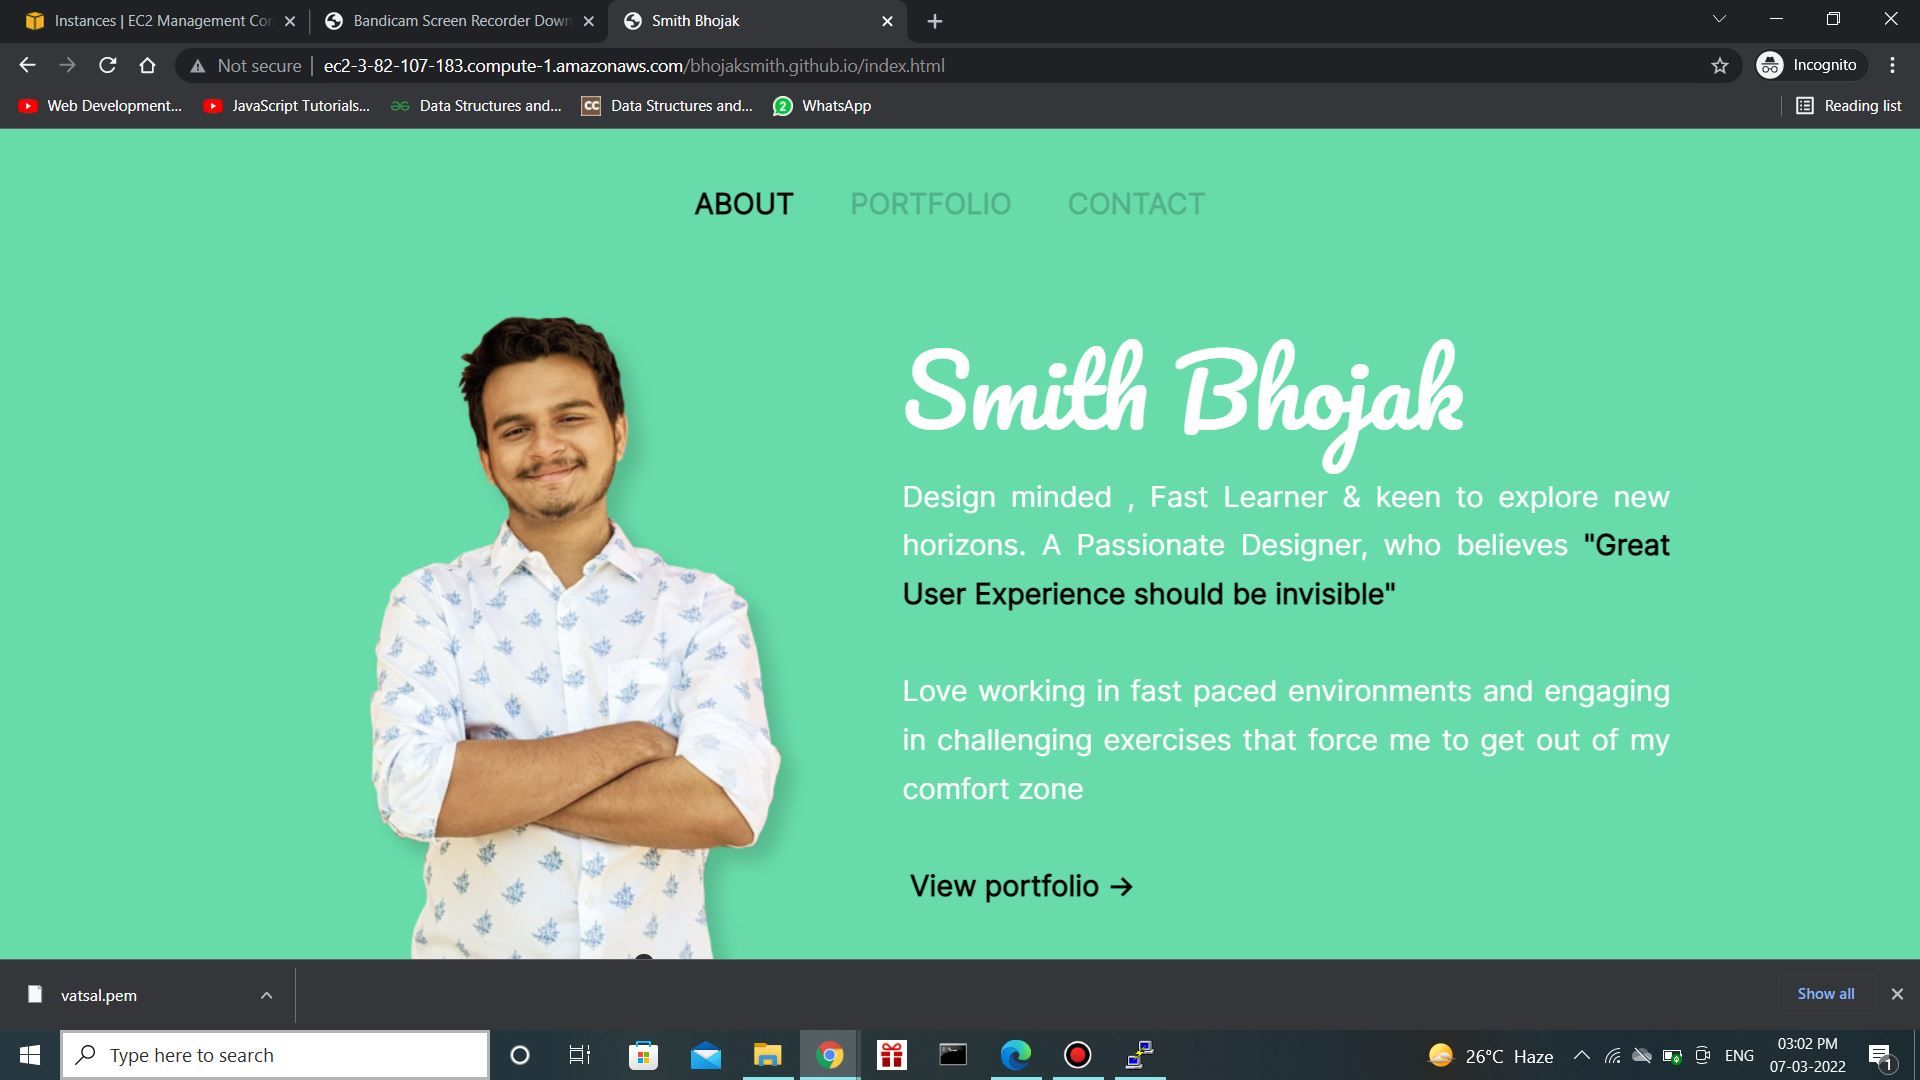 Instances | EC2 Management Con
Bandicam Screen Recorder Down
Smith Bhojak
Not secure
ec2-3-82-107-183.compute-1.amazonaws.com/bhojaksmith.github.io/index.html
Incognito
Web Development...
JavaScript Tutorials...
Data Structures and...
CC
Data Structures and...
2
WhatsApp
Reading list
ABOUT
PORTFOLIO
CONTACT
Smith Bhojak
Design minded , Fast Learner & keen to explore new
horizons. A Passionate Designer, who believes "Great
User Experience should be invisible"
Love working in fast paced environments and engaging
in challenging exercises that force me to get out of my
comfort zone
View portfolio →
vatsal.pem
Show all
Type here to search
26°C Haze
ENG
03:02 PM
07-03-2022
1